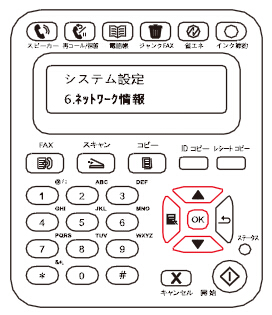 スピーカー 再コール/保留 電話帳 ジャンクFAX 省エネ インク節約
システム設定
6.ネットワーク情報
FAX スキャン コピー IDコピー レシートコピー
@/: ABC DEF
1 2 3
GHI JKL MNO
4 5 6
OK
PQRS TUV WXYZ
7 8 9
ステータス
&*,
* 0 #
X
キャンセル 開始